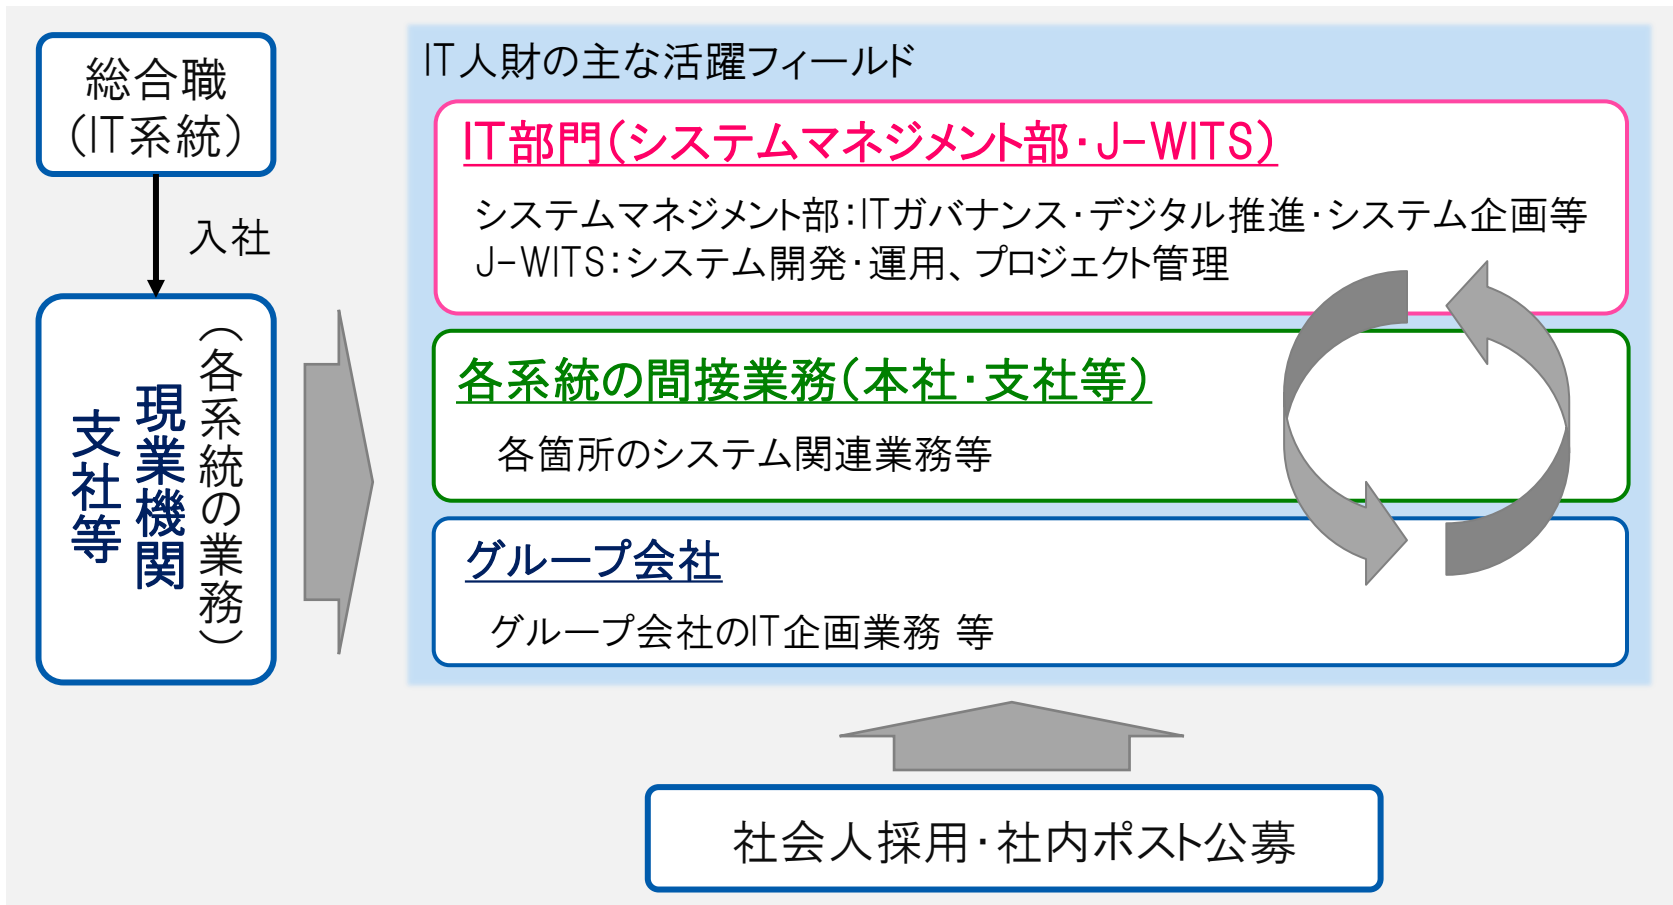 総合職
（IT系統）
入社
（各系統の業務）
現業機関
支社等
IT人財の主な活躍フィールド
IT部門（システムマネジメント部・J-WITS）
システムマネジメント部：ITガバナンス・デジタル推進・システム企画等
J-WITS：システム開発・運用、プロジェクト管理
各系統の間接業務（本社・支社等）
各箇所のシステム関連業務等
グループ会社
グループ会社のIT企画業務 等
社会人採用・社内ポスト公募